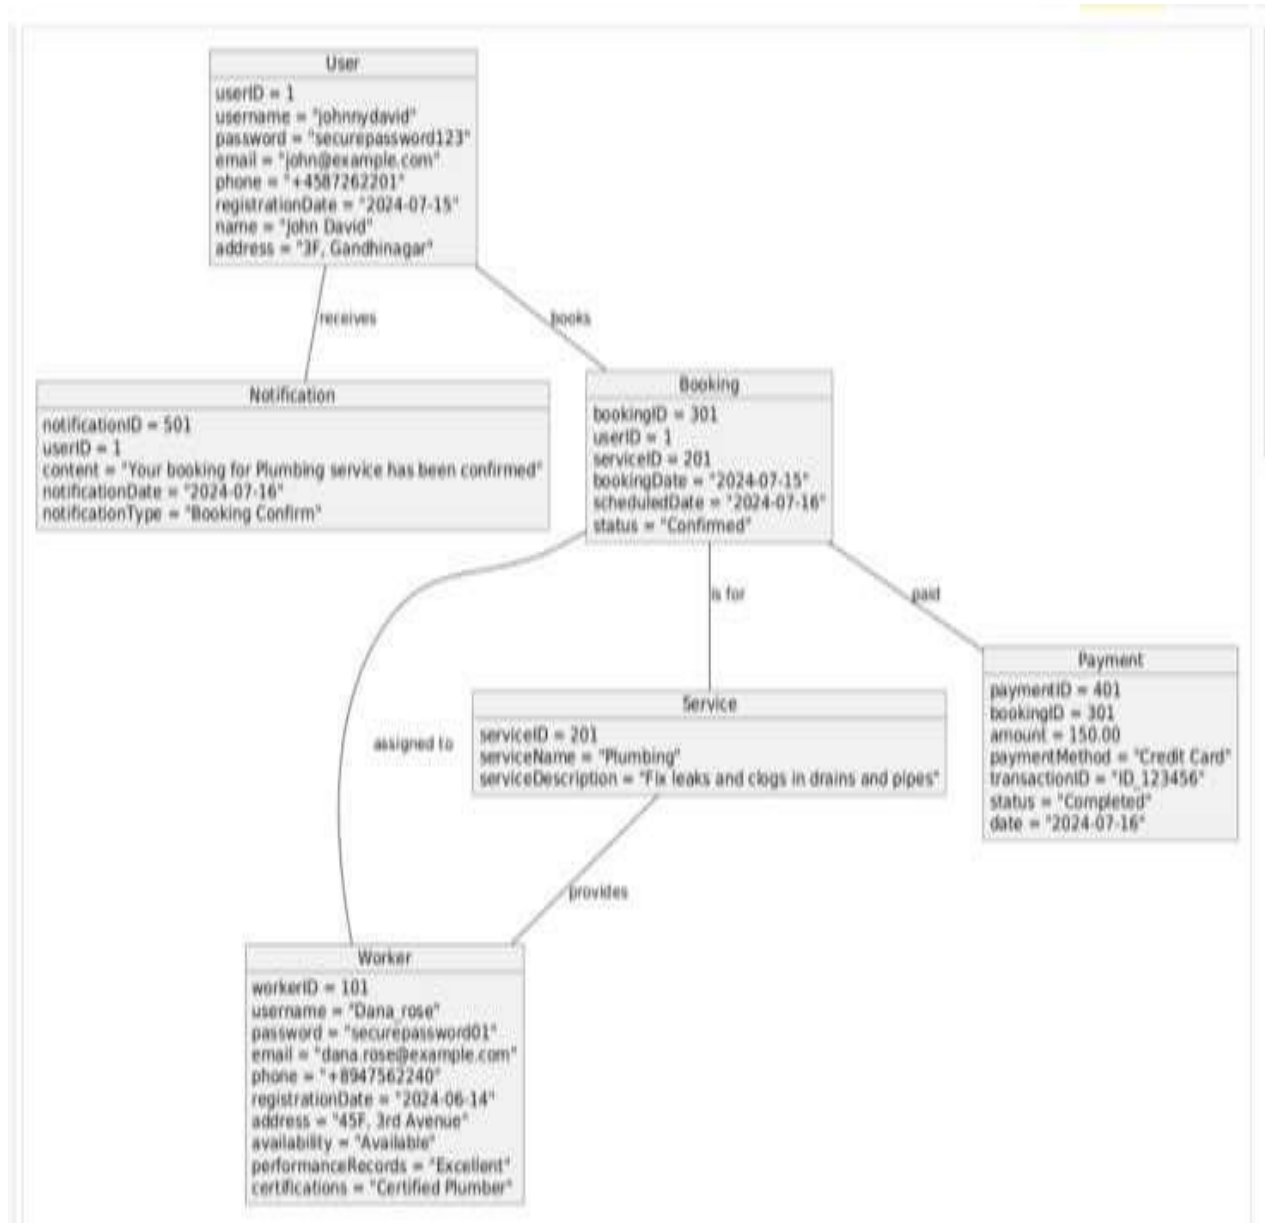 User
userID = 1
username = "johnnydavid"
password = "securepassword123"
email = "john@example.com"
phone = "+4587262201"
registrationDate = "2024-07-15"
name = "John David"
address = "3F, Gandhinagar"
receives
books
Notification
notificationID = 501
userID = 1
content = "Your booking for Plumbing service has been confirmed"
notificationDate = "2024-07-16"
notificationType = "Booking Confirm"
Booking
bookingID = 301
userID = 1
serviceID = 201
bookingDate = "2024-07-15"
scheduledDate = "2024-07-16"
status = "Confirmed"
is for
paid
assigned to
Service
serviceID = 201
serviceName = "Plumbing"
serviceDescription = "Fix leaks and clogs in drains and pipes"
Payment
paymentID = 401
bookingID = 301
amount = 150.00
paymentMethod = "Credit Card"
transactionID = "ID_123456"
status = "Completed"
date = "2024-07-16"
provides
Worker
workerID = 101
username = "Dana_rose"
password = "securepassword01"
email = "dana.rose@example.com"
phone = "+8947562240"
registrationDate = "2024-06-14"
address = "45F, 3rd Avenue"
availability = "Available"
performanceRecords = "Excellent"
certifications = "Certified Plumber"